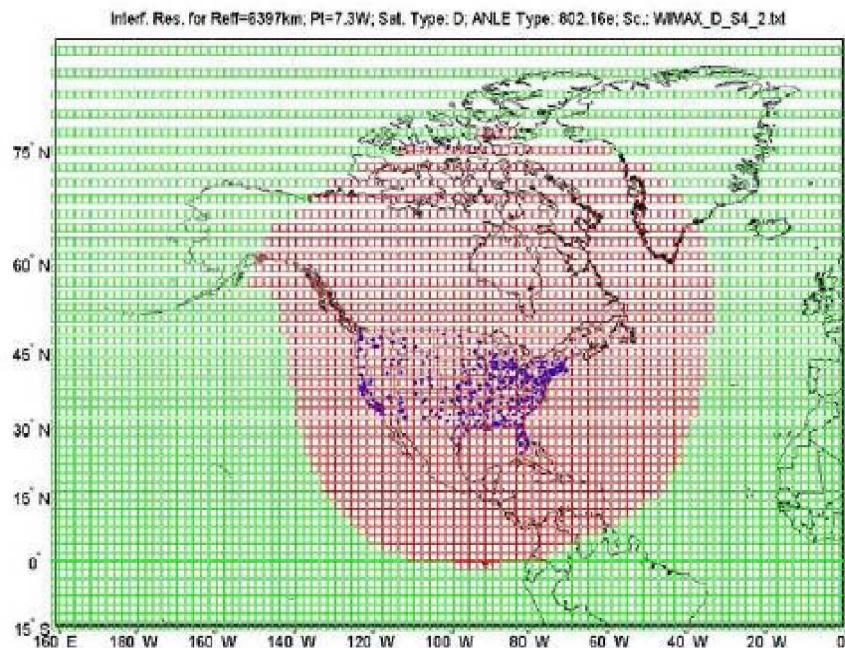 Interf. Res. for Reff=6397km; Pt=7.3W; Sat. Type: D; ANLE Type: 802.16e; Sc.: WIMAX_D_S4_2.txt
75° N
60° N
45° N
30° N
15° N
0°
15° S
160° E 180° W 160° W 140° W 120° W 100° W 80° W 60° W 40° W 20° W 0